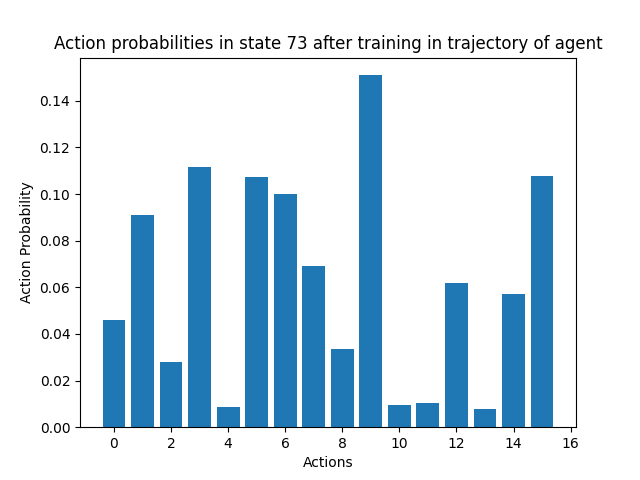 Action probabilities in state 73 after training in trajectory of agent
Action Probability
0.14
0.12
0.10
0.08
0.06
0.04
0.02
0.00
0 2 4 6 8 10 12 14 16
Actions